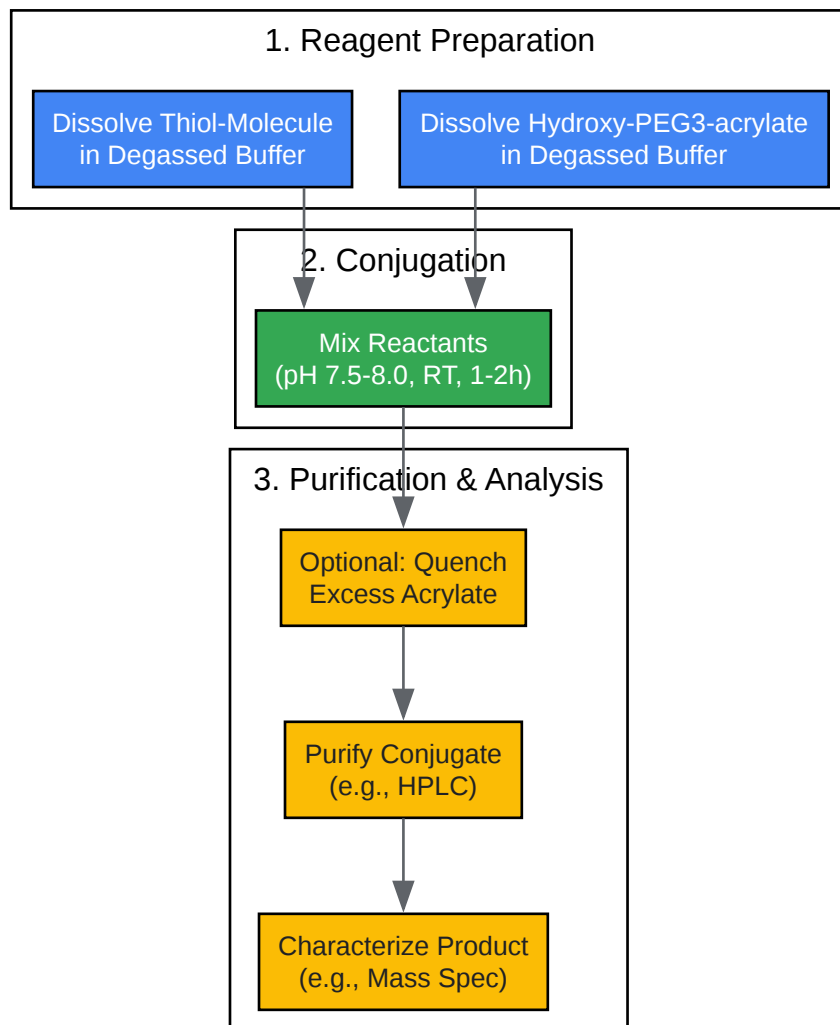 1. Reagent Preparation
Dissolve Thiol-Molecule
in Degassed Buffer
Dissolve Hydroxy-PEG3-acrylate
in Degassed Buffer
2. Conjugation
Mix Reactants
(pH 7.5-8.0, RT, 1-2h)
3. Purification & Analysis
Optional: Quench
Excess Acrylate
Purify Conjugate
(e.g., HPLC)
Characterize Product
(e.g., Mass Spec)